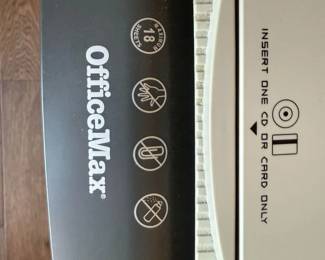 OfficeMax®
MAXIMUM
18
SHEETS
INSERT ONE CD OR CARD ONLY